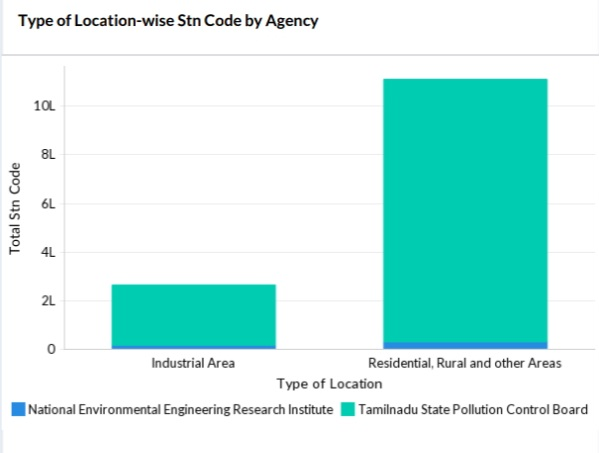 Type of Location-wise Stn Code by Agency
10L
8L
6L
4L
2L
0
Total Stn Code
Industrial Area
Residential, Rural and other Areas
Type of Location
National Environmental Engineering Research Institute
Tamilnadu State Pollution Control Board